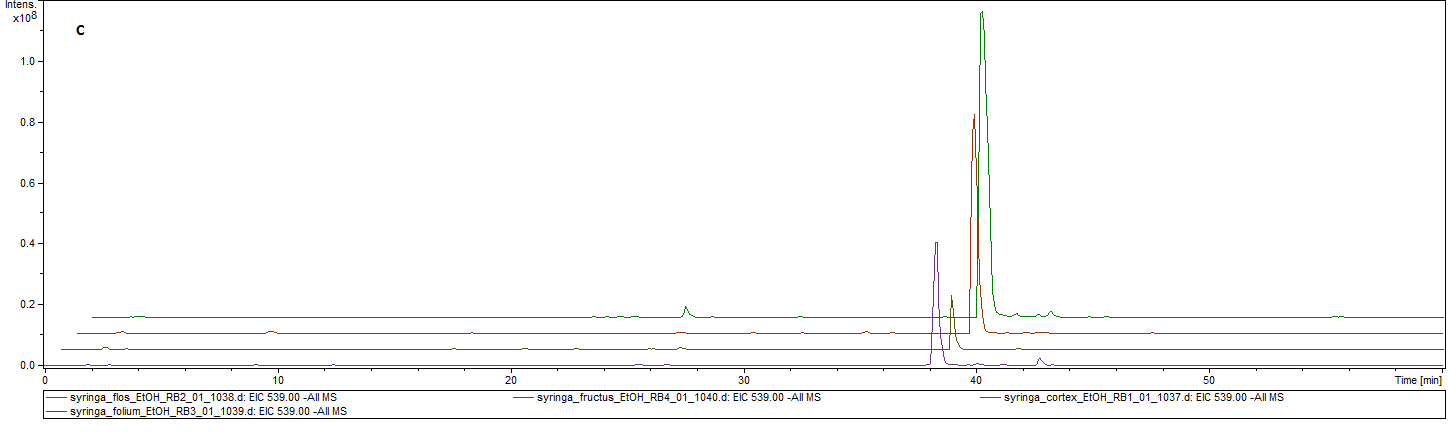 Intens.
x10⁸
C
1.0
0.8
0.6
0.4
0.2
0.0
0 10 20 30 40 50 Time [min]
syringa_flos_EtOH_RB2_01_1038.d: EIC 539.00 -All MS syringa_fructus_EtOH_RB4_01_1040.d: EIC 539.00 -All MS syringa_cortex_EtOH_RB1_01_1037.d: EIC 539.00 -All MS
syringa_folium_EtOH_RB3_01_1039.d: EIC 539.00 -All MS